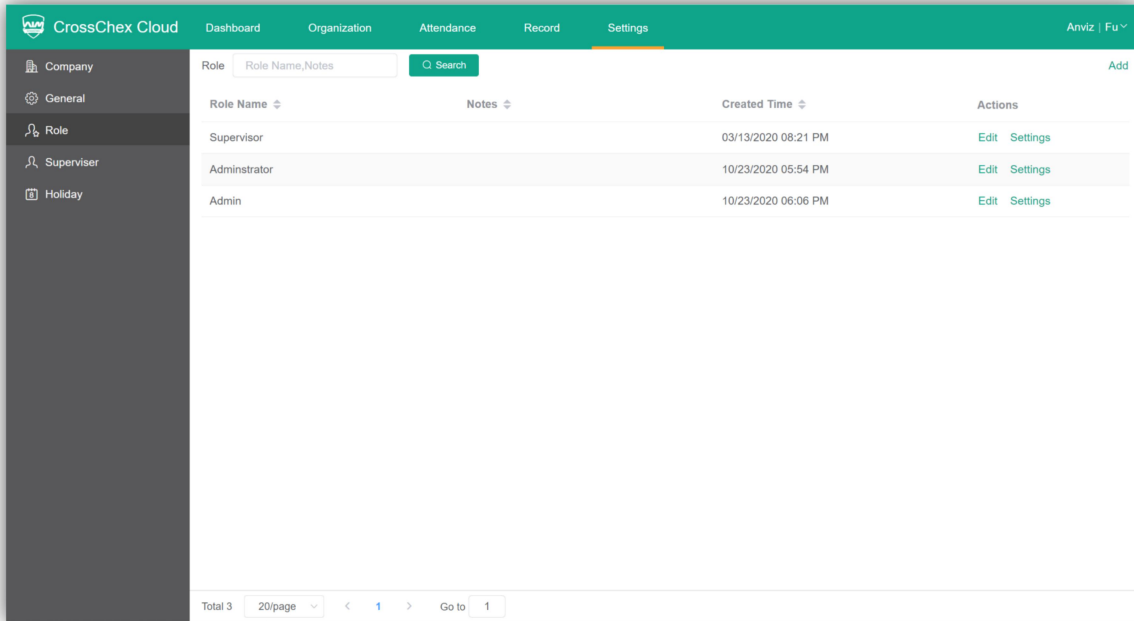 CrossChex Cloud Dashboard Organization Attendance Record Settings Anviz | Fu
Company
General
Role
Superviser
Holiday
Role Role Name,Notes Search Add
Role Name Notes Created Time Actions
Supervisor 03/13/2020 08:21 PM Edit Settings
Adminstrator 10/23/2020 05:54 PM Edit Settings
Admin 10/23/2020 06:06 PM Edit Settings
Total 3 20/page < 1 > Go to 1